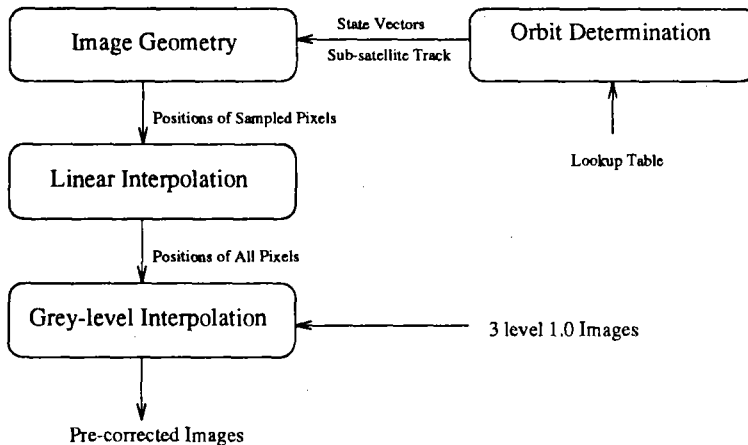 Image Geometry
State Vectors
Sub-satellite Track
Orbit Determination
Positions of Sampled Pixels
Lookup Table
Linear Interpolation
Positions of All Pixels
Grey-level Interpolation
3 level 1.0 Images
Pre-corrected Images